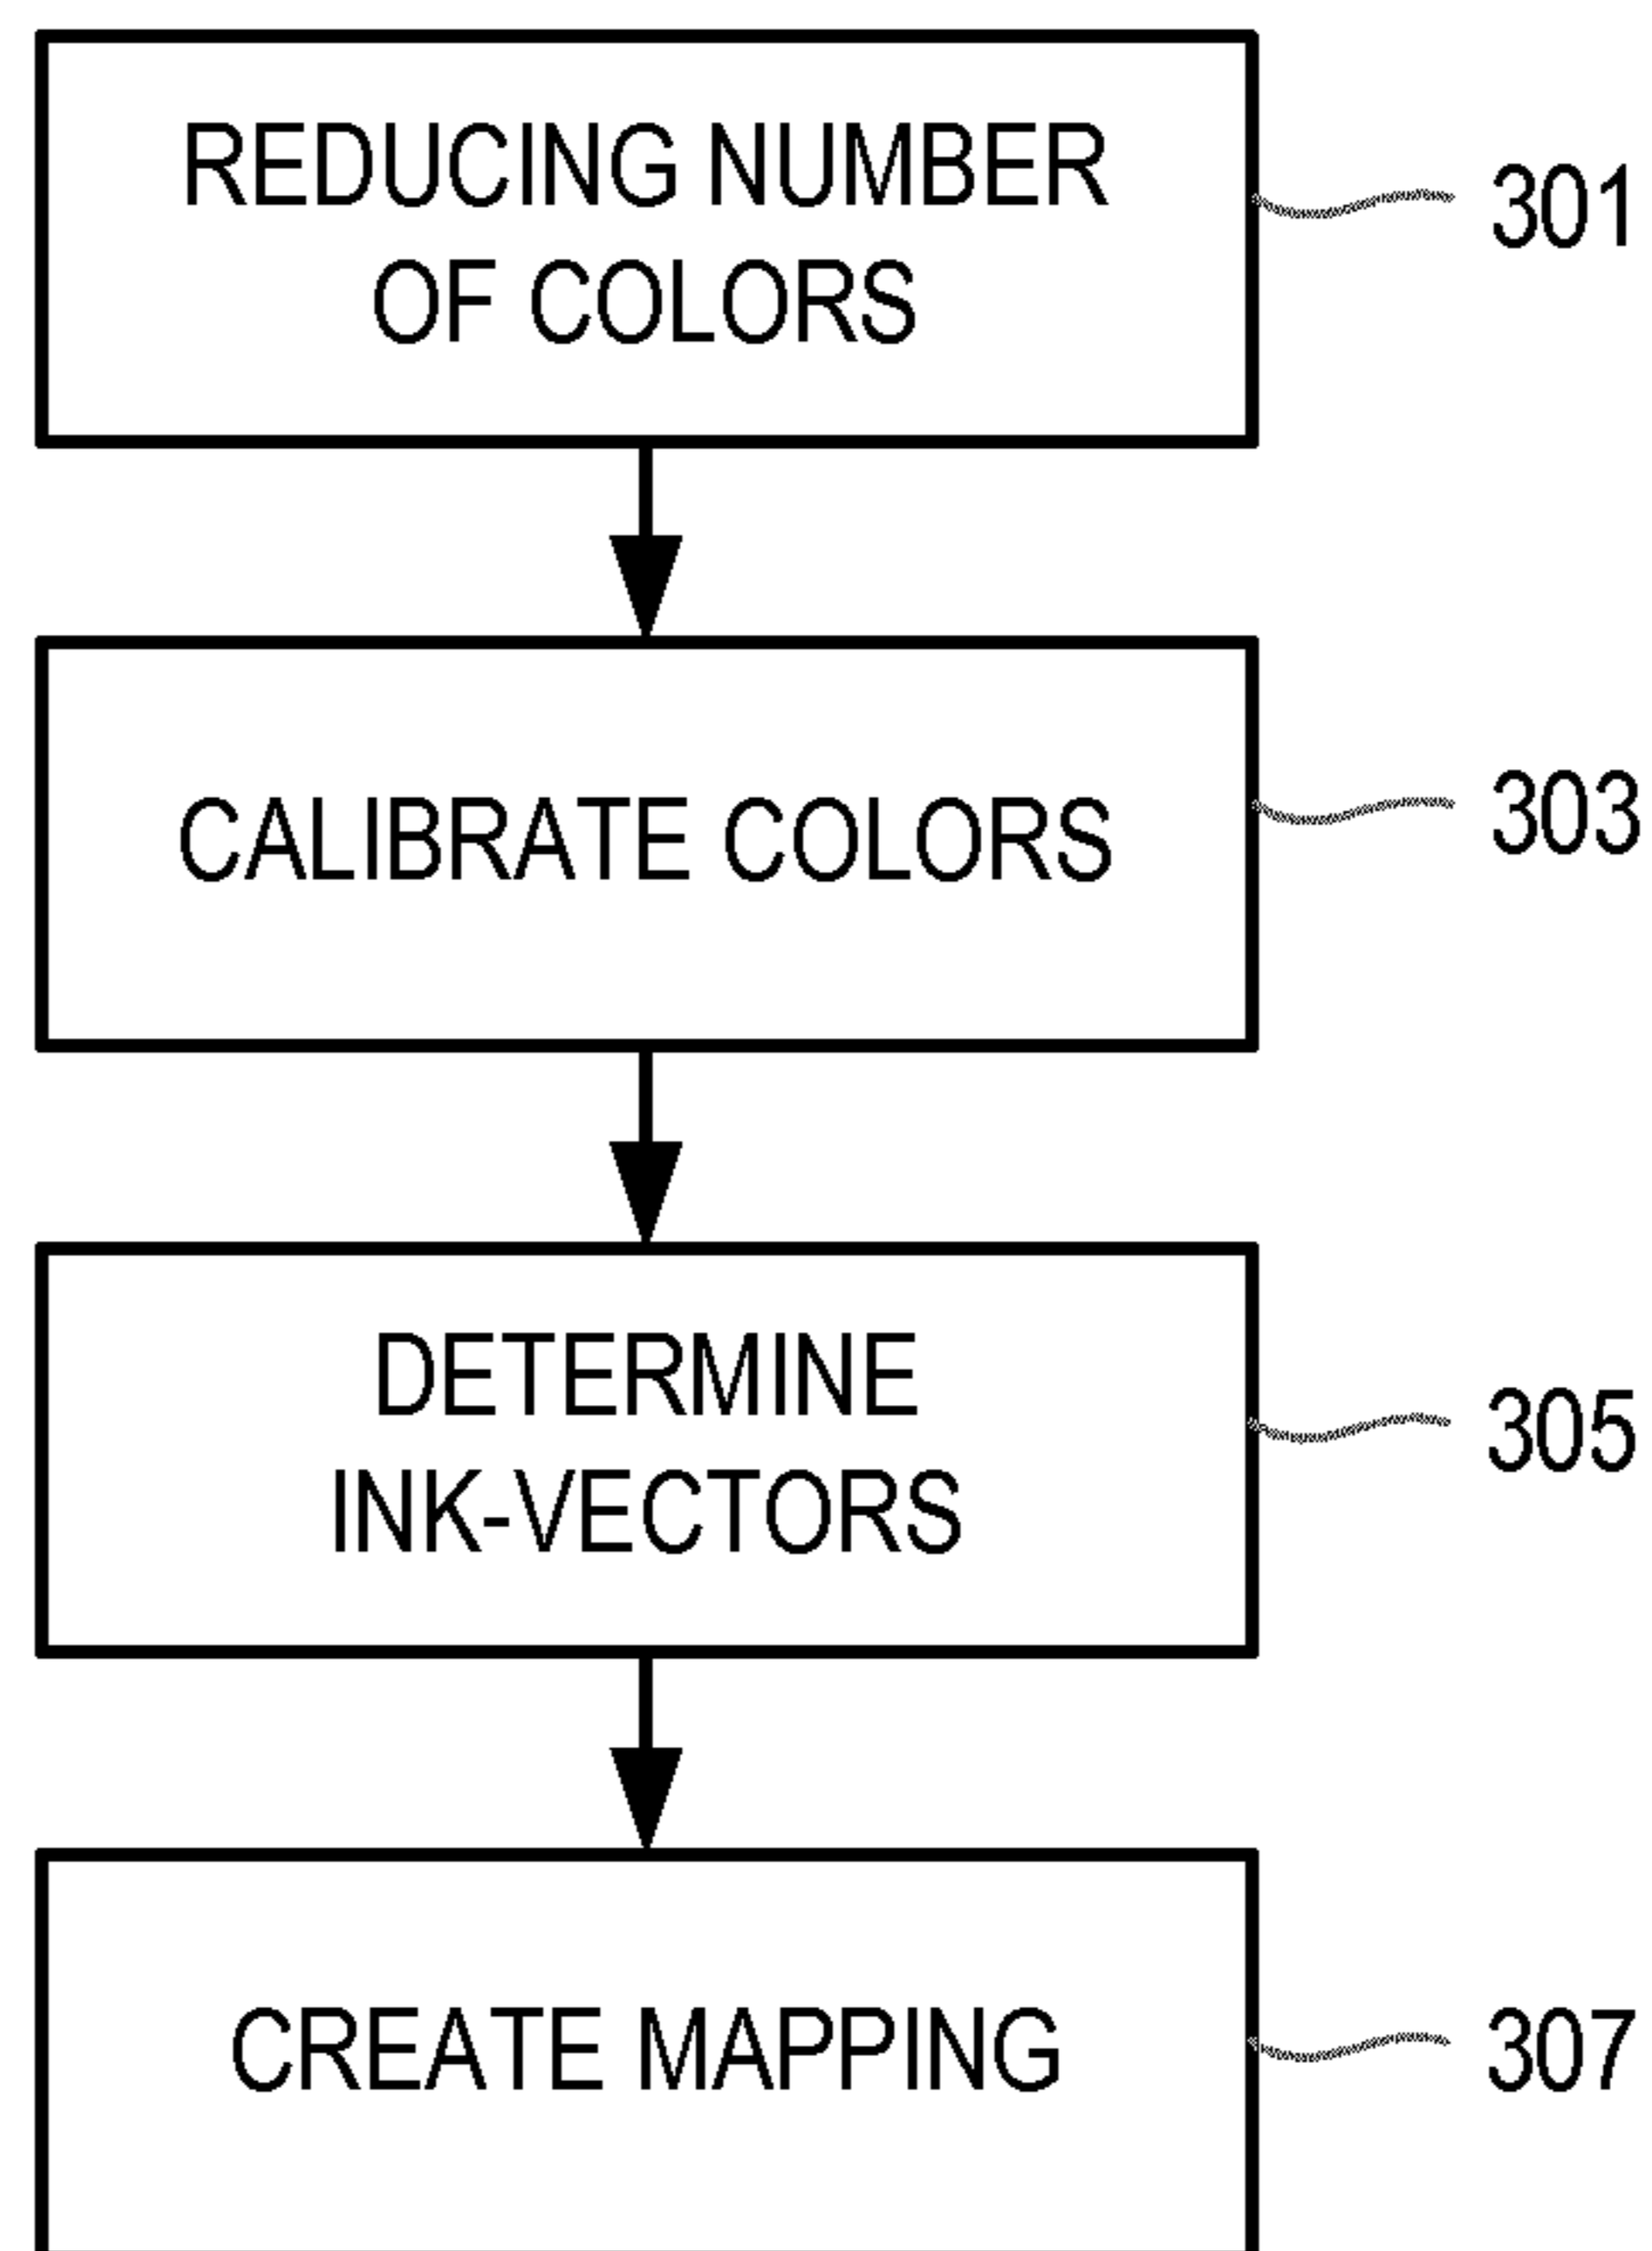 REDUCING NUMBER
OF COLORS
301
CALIBRATE COLORS
303
DETERMINE
INK-VECTORS
305
CREATE MAPPING
307